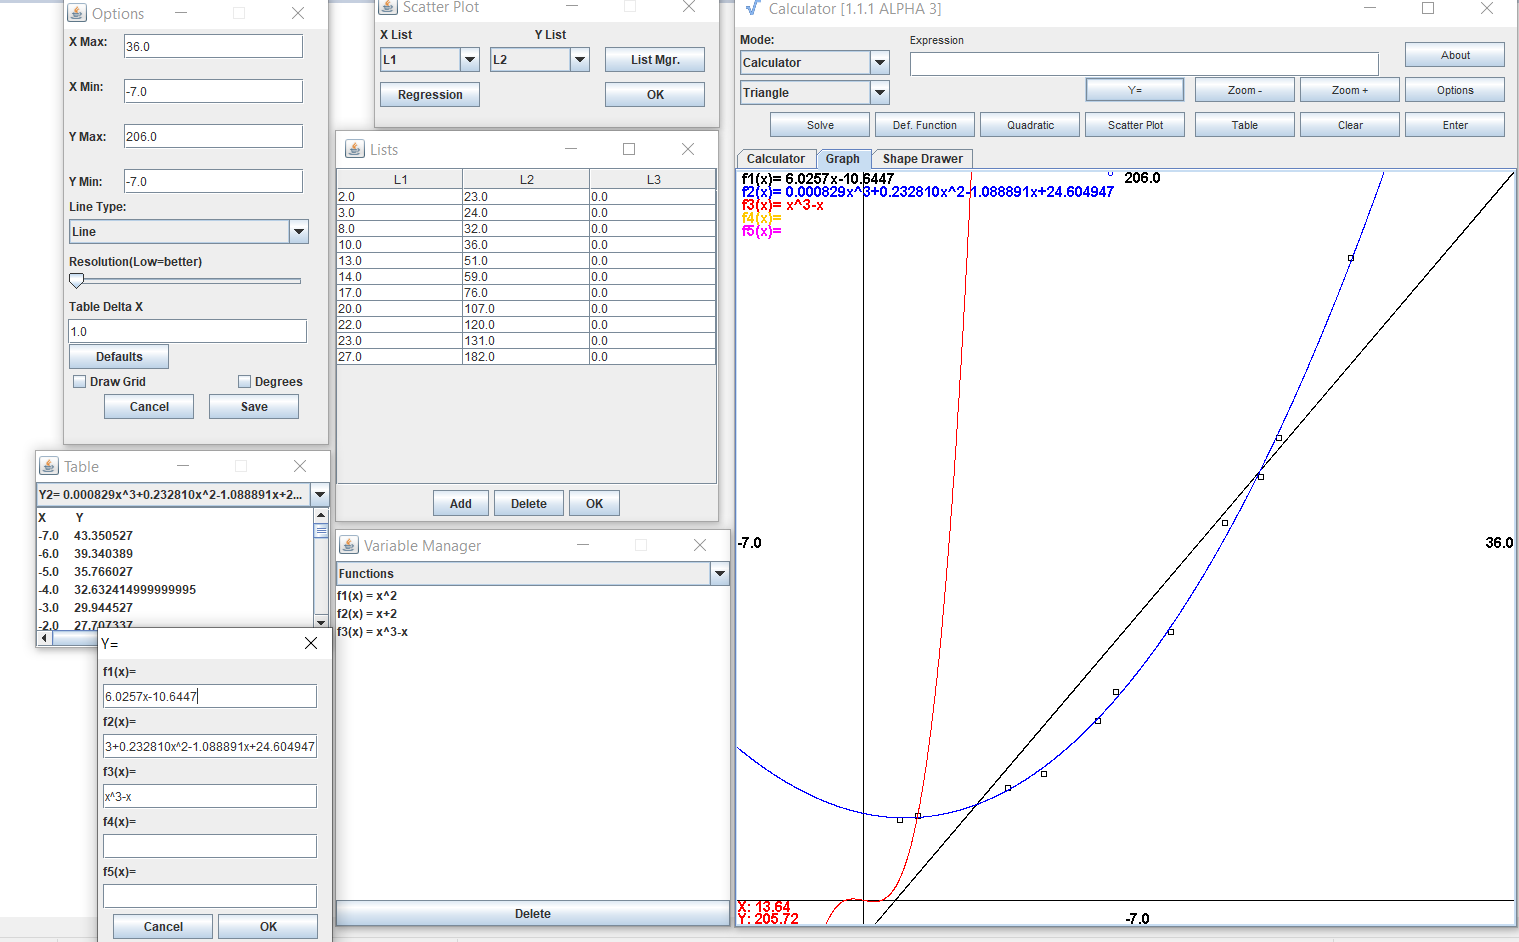 Options
X Max:
36.0
X Min:
-7.0
Y Max:
206.0
Y Min:
-7.0
Line Type:
Line
Resolution(Low=better)
Table Delta X
1.0
Defaults
Draw Grid Degrees
Cancel Save
Scatter Plot
X List Y List
L1 L2 List Mgr.
Regression OK
Lists
L1 L2 L3
2.0 23.0 0.0
3.0 24.0 0.0
8.0 32.0 0.0
10.0 36.0 0.0
13.0 51.0 0.0
14.0 59.0 0.0
17.0 76.0 0.0
20.0 107.0 0.0
22.0 120.0 0.0
23.0 131.0 0.0
27.0 182.0 0.0
Add Delete OK
Table
Y2= 0.000829x^3+0.232810x^2-1.088891x+2...
X Y
-7.0 43.350527
-6.0 39.340389
-5.0 35.766027
-4.0 32.632414999999995
-3.0 29.944527
-2.0 27.707337
Y=
f1(x)=
6.0257x-10.6447
f2(x)=
3+0.232810x^2-1.088891x+24.604947
f3(x)=
x^3-x
f4(x)=
f5(x)=
Cancel OK
Variable Manager
Functions
f1(x) = x^2
f2(x) = x+2
f3(x) = x^3-x
Delete
Calculator [1.1.1 ALPHA 3]
Mode:
Expression
Calculator
About
Triangle
Y= Zoom - Zoom + Options
Solve Def. Function Quadratic Scatter Plot Table Clear Enter
Calculator Graph Shape Drawer
f1(x)= 6.0257x-10.6447
206.0
f2(x)= 0.000829x^3+0.232810x^2-1.088891x+24.604947
f3(x)= x^3-x
f4(x)=
f5(x)=
-7.0
36.0
X: 13.64
Y: 205.72
-7.0